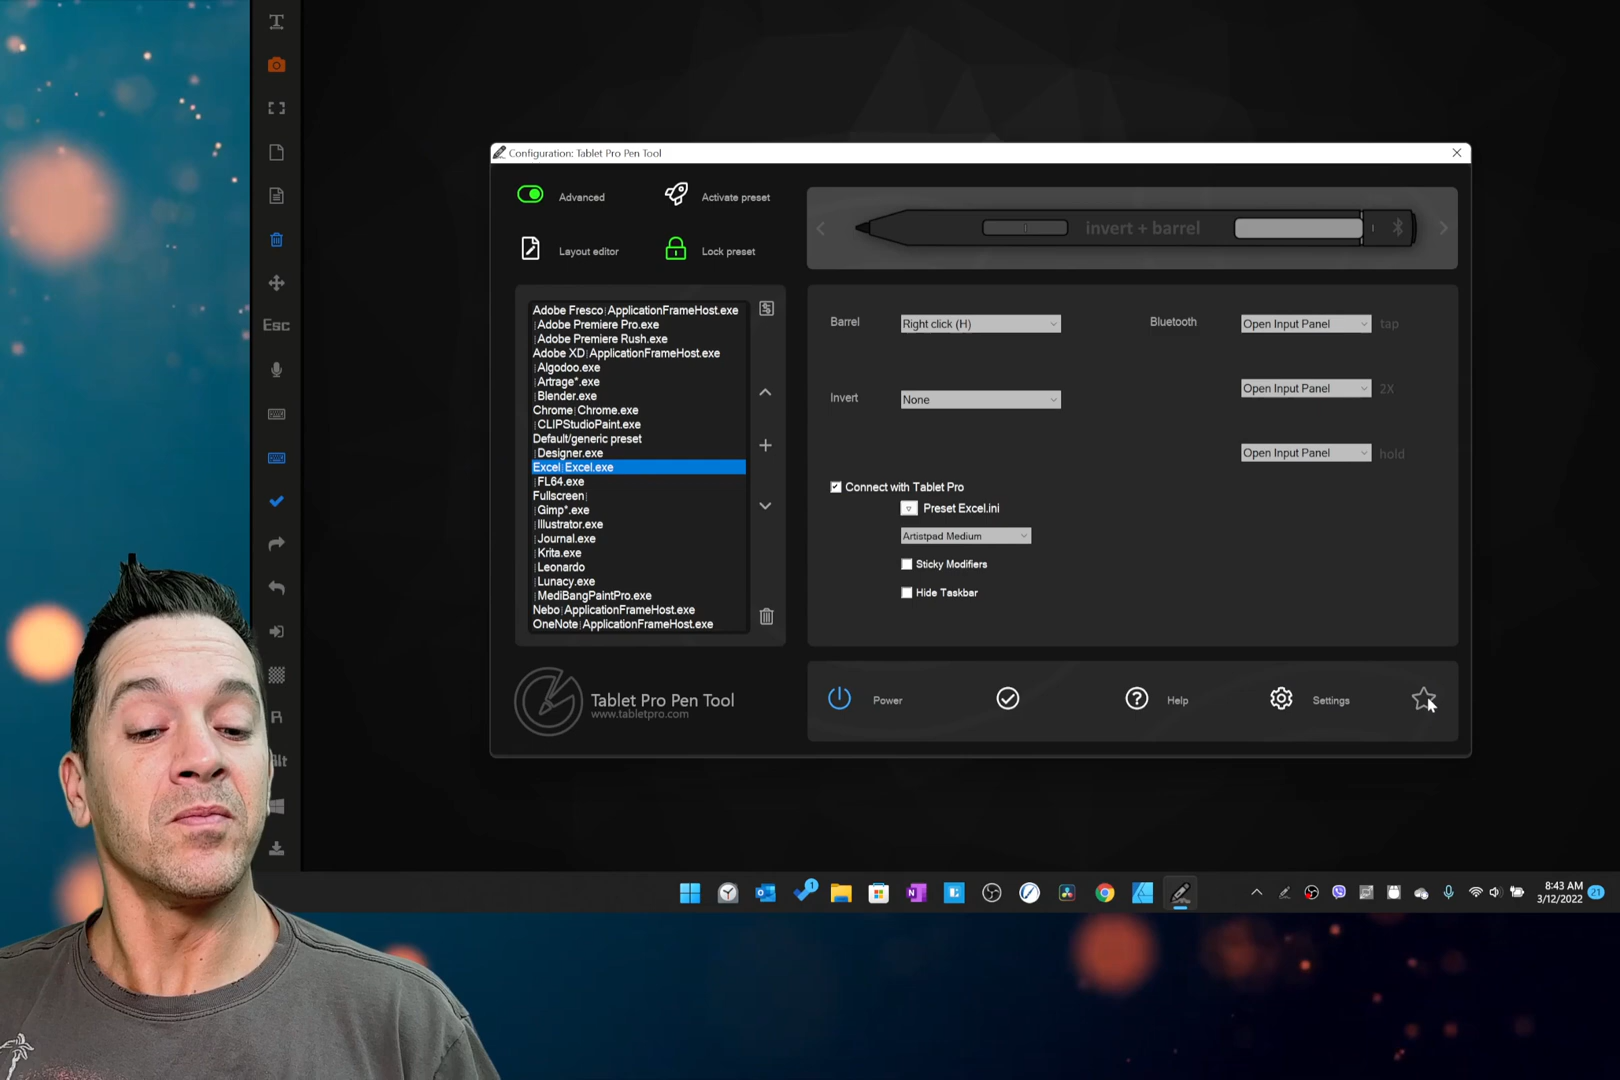 T
Configuration: Tablet Pro Pen Tool
Advanced
Activate preset
Layout editor
Lock preset
invert + barrel
Adobe Fresco|ApplicationFrameHost.exe
|Adobe Premiere Pro.exe
|Adobe Premiere Rush.exe
Adobe XD|ApplicationFrameHost.exe
|Algodoo.exe
|Artrage*.exe
|Blender.exe
Chrome|Chrome.exe
|CLIPStudioPaint.exe
Default/generic preset
|Designer.exe
Excel|Excel.exe
|FL64.exe
Fullscreen|
|Gimp*.exe
|Illustrator.exe
|Journal.exe
|Krita.exe
|Leonardo
|Lunacy.exe
|MediBangPaintPro.exe
Nebo|ApplicationFrameHost.exe
OneNote|ApplicationFrameHost.exe
Barrel
Right click (H)
Bluetooth
Open Input Panel
tap
Open Input Panel
2X
Invert
None
Open Input Panel
hold
Connect with Tablet Pro
Preset Excel.ini
Artistpad Medium
Sticky Modifiers
Hide Taskbar
Tablet Pro Pen Tool
www.tabletpro.com
Power
Help
Settings
Esc
R
lt
1
8:43 AM
3/12/2022
21